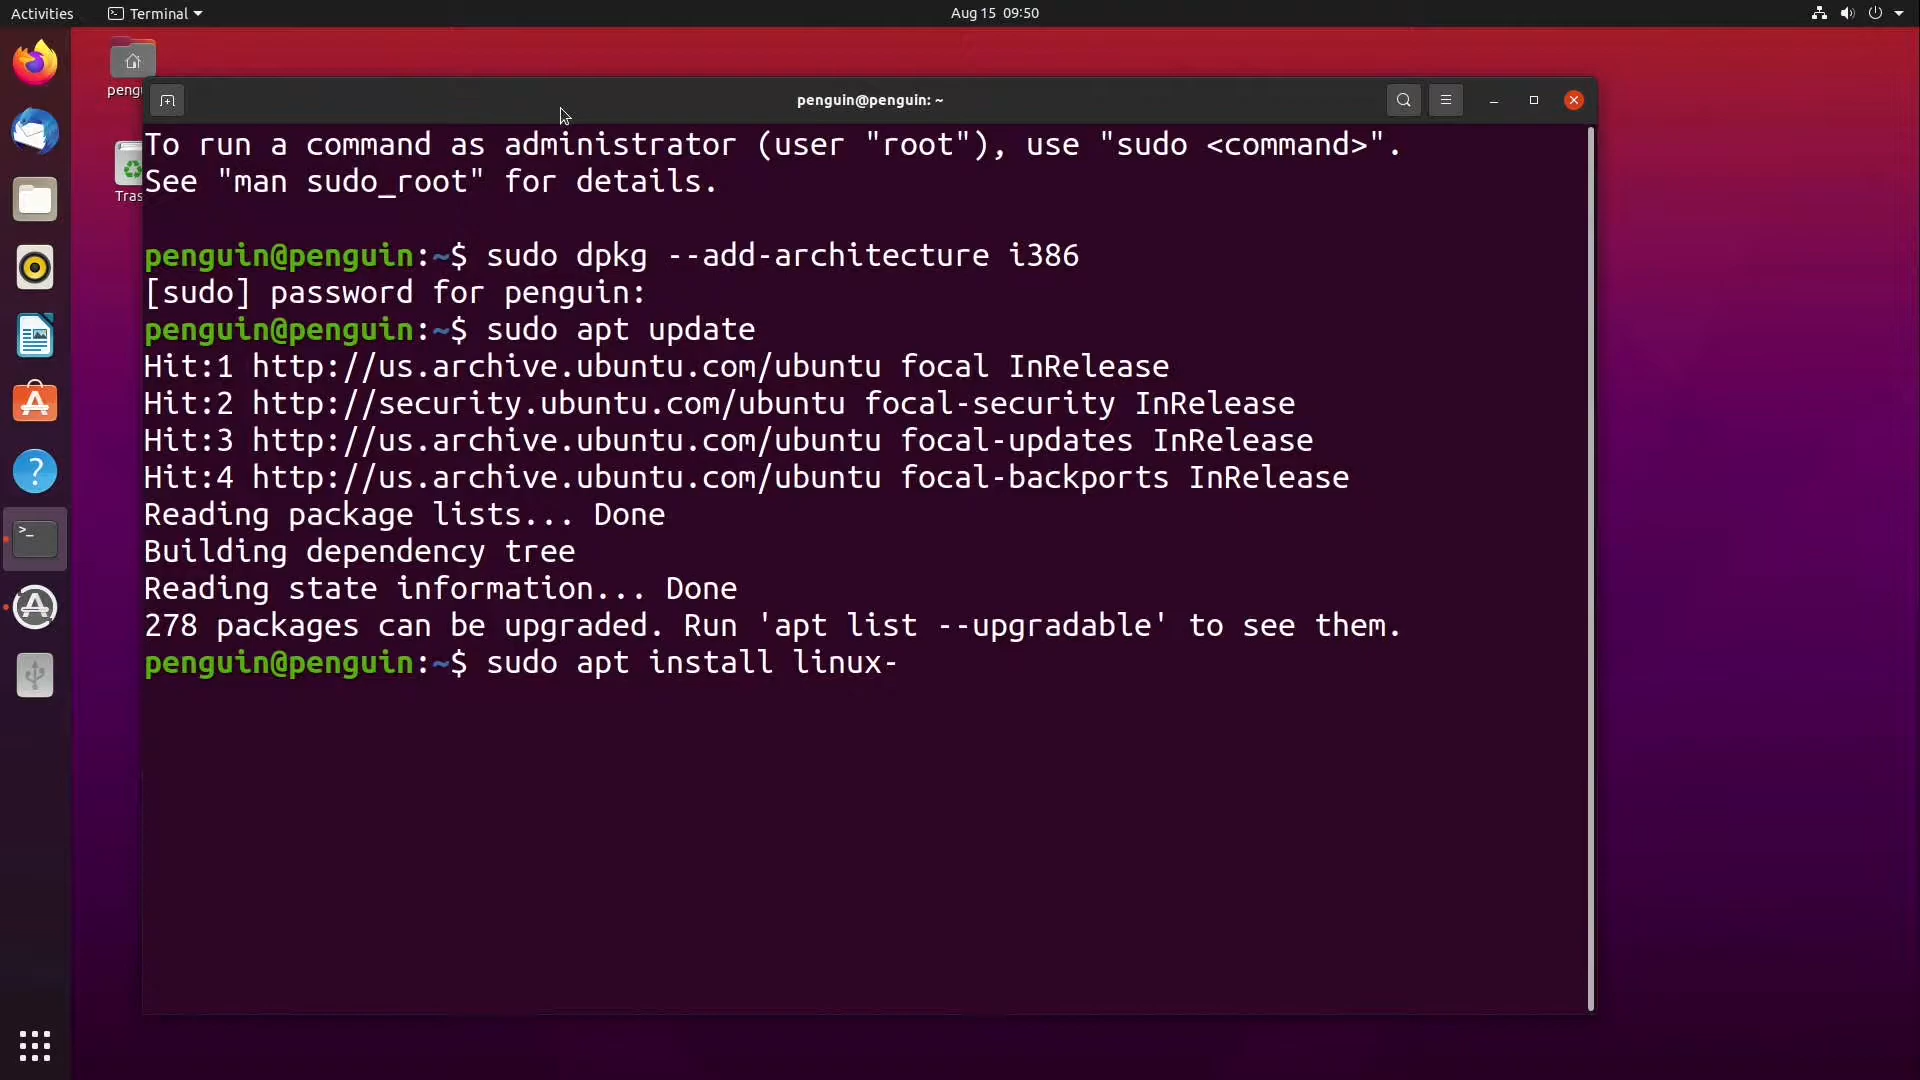 Activities
Terminal
Aug 15 09:50
pengu
Tras
penguin@penguin: ~
To run a command as administrator (user "root"), use "sudo <command>".
See "man sudo_root" for details.
penguin@penguin:~$ sudo dpkg --add-architecture i386
[sudo] password for penguin:
penguin@penguin:~$ sudo apt update
Hit:1 http://us.archive.ubuntu.com/ubuntu focal InRelease
Hit:2 http://security.ubuntu.com/ubuntu focal-security InRelease
Hit:3 http://us.archive.ubuntu.com/ubuntu focal-updates InRelease
Hit:4 http://us.archive.ubuntu.com/ubuntu focal-backports InRelease
Reading package lists... Done
Building dependency tree
Reading state information... Done
278 packages can be upgraded. Run 'apt list --upgradable' to see them.
penguin@penguin:~$ sudo apt install linux-